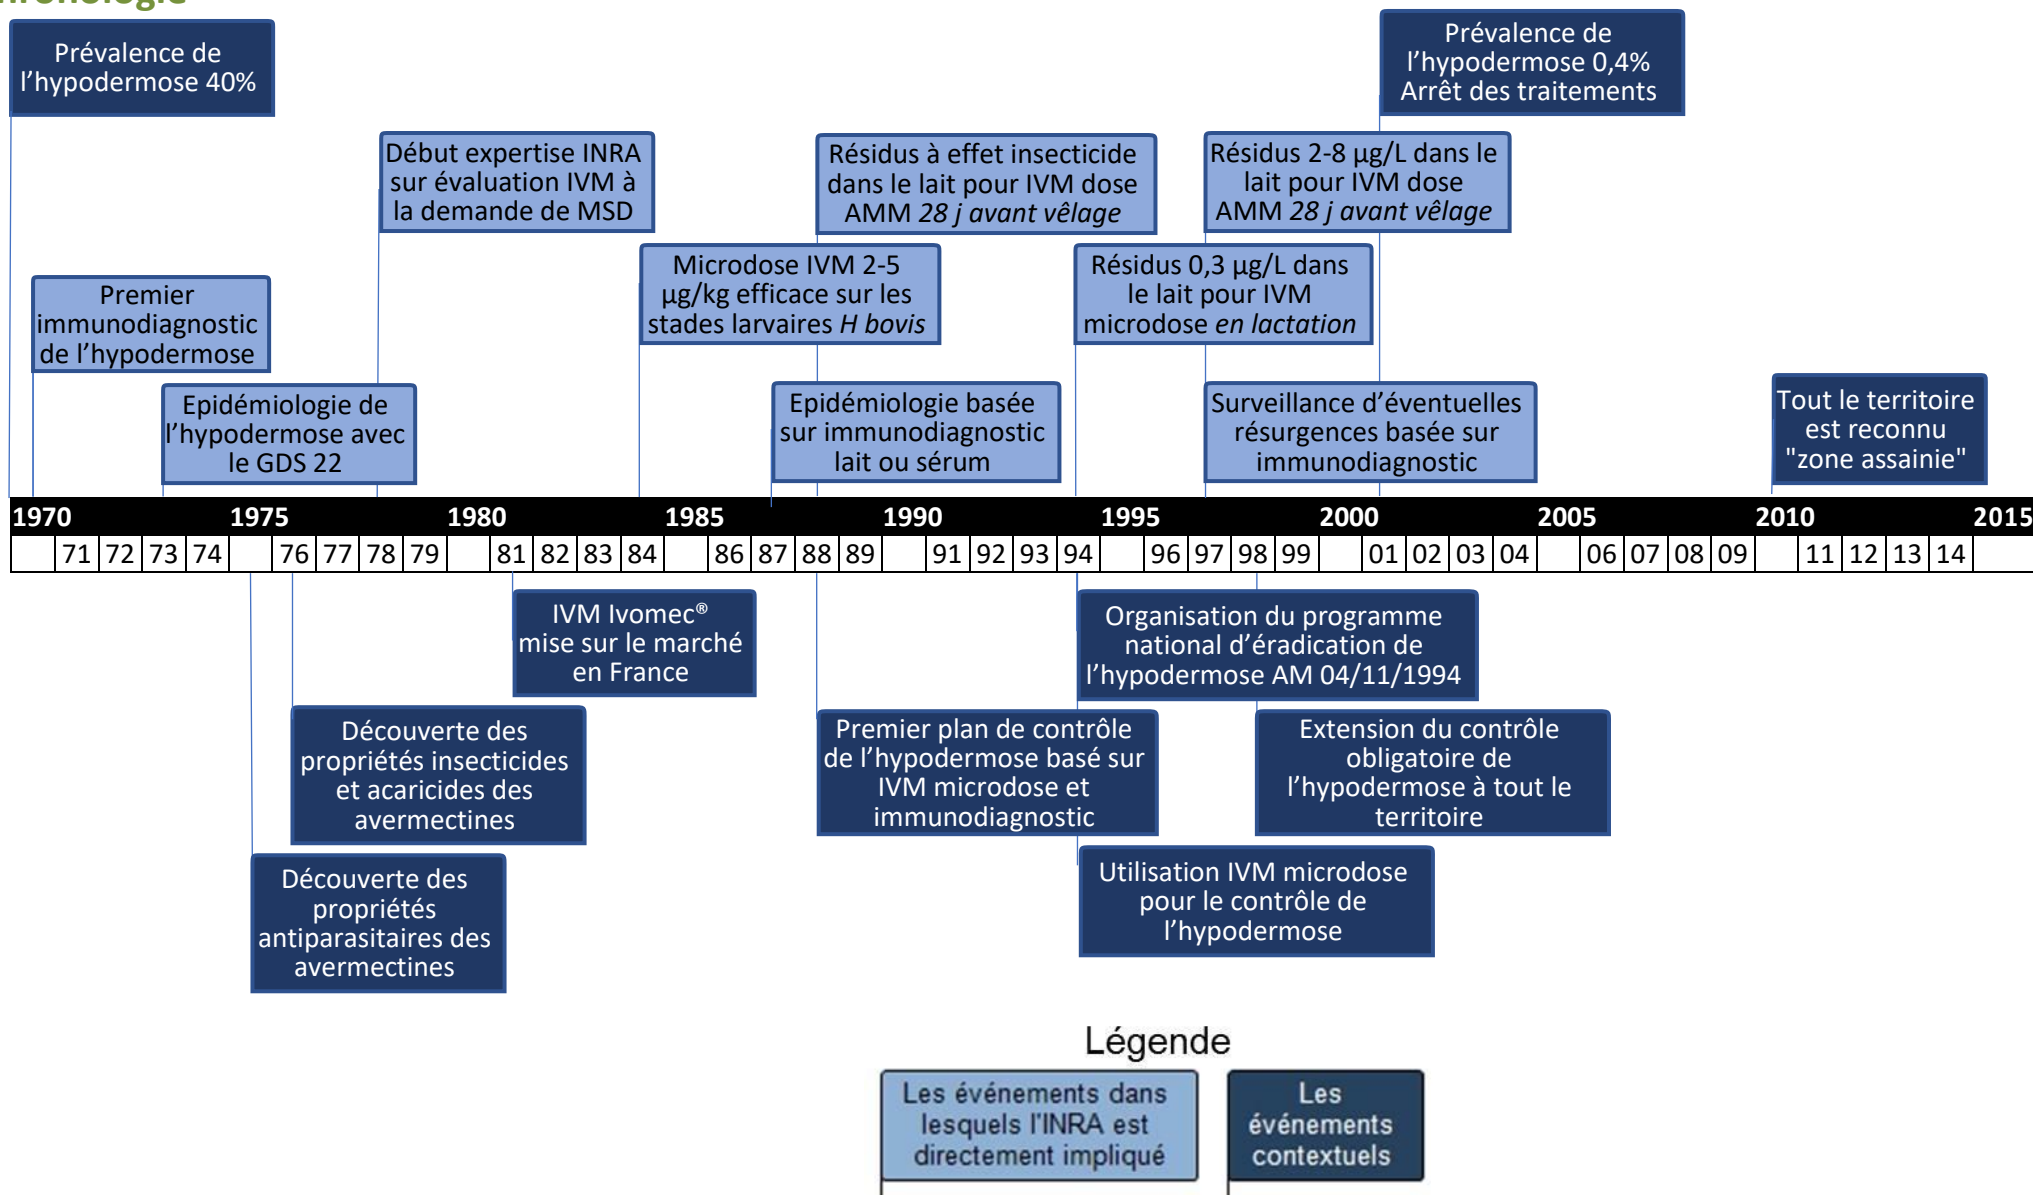 hronologie
Prévalence de
l'hypodermose 40%
Prévalence de
l'hypodermose 0,4%
Arrêt des traitements
Début expertise INRA
sur évaluation IVM à
la demande de MSD
Résidus à effet insecticide
dans le lait pour IVM dose
AMM 28 j avant vêlage
Résidus 2-8 µg/L dans le
lait pour IVM dose
AMM 28 j avant vêlage
Premier
immunodiagnostic
de l'hypodermose
Microdose IVM 2-5
µg/kg efficace sur les
stades larvaires H bovis
Résidus 0,3 µg/L dans
le lait pour IVM
microdose en lactation
Epidémiologie de
l'hypodermose avec
le GDS 22
Epidémiologie basée
sur immunodiagnostic
lait ou sérum
Surveillance d'éventuelles
résurgences basée sur
immunodiagnostic
Tout le territoire
est reconnu
"zone assainie"
1970 1975 1980 1985 1990 1995 2000 2005 2010 2015
71 72 73 74 76 77 78 79 81 82 83 84 86 87 88 89 91 92 93 94 96 97 98 99 01 02 03 04 06 07 08 09 11 12 13 14
IVM Ivomec®
mise sur le marché
en France
Organisation du programme
national d'éradication de
l'hypodermose AM 04/11/1994
Découverte des
propriétés insecticides
et acaricides des
avermectines
Premier plan de contrôle
de l'hypodermose basé sur
IVM microdose et
immunodiagnostic
Extension du contrôle
obligatoire de
l'hypodermose à tout le
territoire
Découverte des
propriétés
antiparasitaires des
avermectines
Utilisation IVM microdose
pour le contrôle de
l'hypodermose
Légende
Les événements dans
lesquels l'INRA est
directement impliqué
Les
événements
contextuels